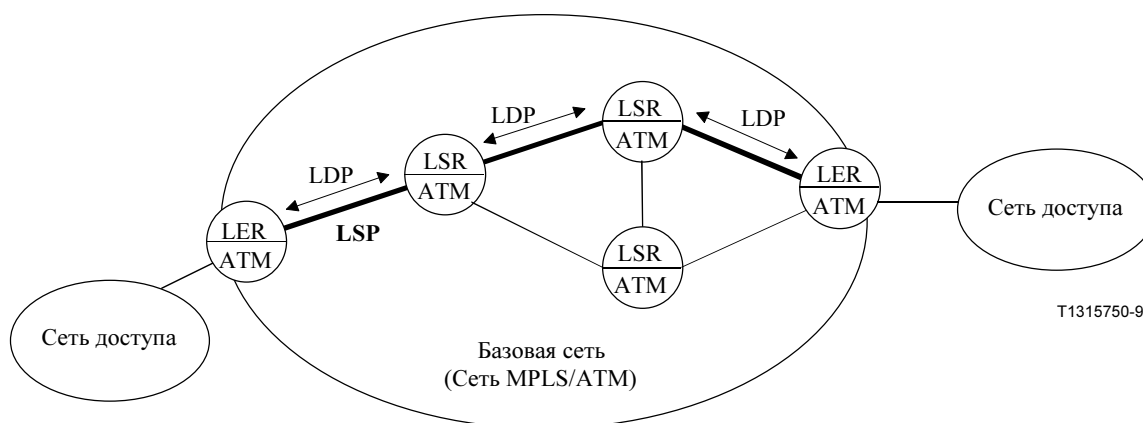 LDP
LSR
ATM
LDP
LDP
LSR
ATM
LER
ATM
Сеть доступа
LER
ATM
LSP
LSR
ATM
Сеть доступа
T1315750-9
Базовая сеть
(Сеть MPLS/ATM)